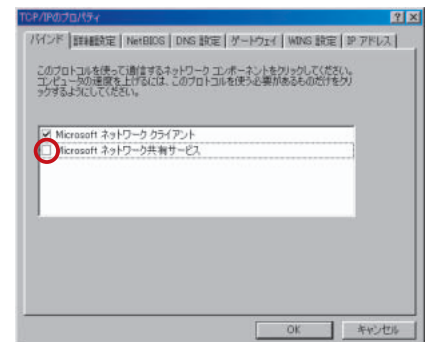 TCP/IPのプロパティ
バインド 詳細設定 NetBIOS DNS 設定 ゲートウェイ WINS 設定 IP アドレス
このプロトコルを使って通信するネットワーク コンポーネントをクリックしてください。
コンピュータの速度を上げるには、このプロトコルを使う必要があるものだけをクリ
ックするようにしてください。
Microsoft ネットワーク クライアント
Microsoft ネットワーク共有サービス
OK キャンセル